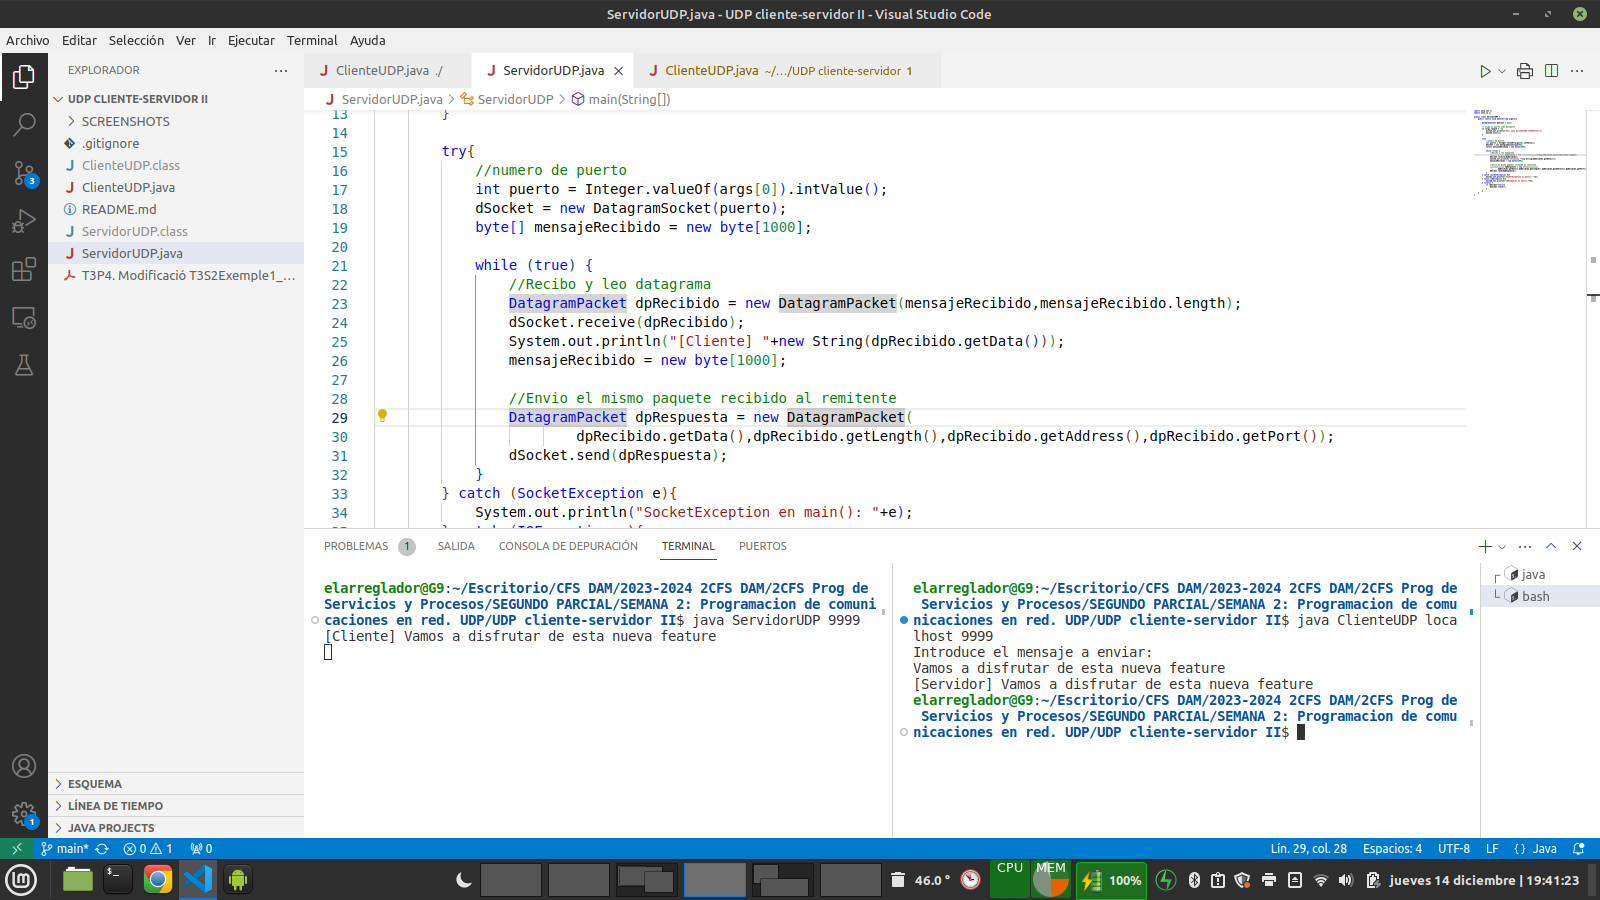 ServidorUDP.java - UDP cliente-servidor II - Visual Studio Code
Archivo Editar Selección Ver Ir Ejecutar Terminal Ayuda
EXPLORADOR
UDP CLIENTE-SERVIDOR II
SCREENSHOTS
.gitignore
ClienteUDP.class
ClienteUDP.java
README.md
ServidorUDP.class
ServidorUDP.java
T3P4. Modificació T3S2Exemple1_...
ESQUEMA
LÍNEA DE TIEMPO
JAVA PROJECTS
3
1
ClienteUDP.java ./
ServidorUDP.java
ClienteUDP.java ~/.../UDP cliente-servidor 1
ServidorUDP.java > ServidorUDP > main(String[])
13 }
14
15 try{
16 //numero de puerto
17 int puerto = Integer.valueOf(args[0]).intValue();
18 dSocket = new DatagramSocket(puerto);
19 byte[] mensajeRecibido = new byte[1000];
20
21 while (true) {
22 //Recibo y leo datagrama
23 DatagramPacket dpRecibido = new DatagramPacket(mensajeRecibido,mensajeRecibido.length);
24 dSocket.receive(dpRecibido);
25 System.out.println("[Cliente] "+new String(dpRecibido.getData()));
26 mensajeRecibido = new byte[1000];
27
28 //Envio el mismo paquete recibido al remitente
29 DatagramPacket dpRespuesta = new DatagramPacket(
30 dpRecibido.getData(),dpRecibido.getLength(),dpRecibido.getAddress(),dpRecibido.getPort());
31 dSocket.send(dpRespuesta);
32 }
33 } catch (SocketException e){
34 System.out.println("SocketException en main(): "+e);
PROBLEMAS 1 SALIDA CONSOLA DE DEPURACIÓN TERMINAL PUERTOS
elarreglador@G9:~/Escritorio/CFS DAM/2023-2024 2CFS DAM/2CFS Prog de
Servicios y Procesos/SEGUNDO PARCIAL/SEMANA 2: Programacion de comuni
caciones en red. UDP/UDP cliente-servidor II$ java ServidorUDP 9999
[Cliente] Vamos a disfrutar de esta nueva feature
elarreglador@G9:~/Escritorio/CFS DAM/2023-2024 2CFS DAM/2CFS Prog de
Servicios y Procesos/SEGUNDO PARCIAL/SEMANA 2: Programacion de comu
nicaciones en red. UDP/UDP cliente-servidor II$ java ClienteUDP loca
lhost 9999
Introduce el mensaje a enviar:
Vamos a disfrutar de esta nueva feature
[Servidor] Vamos a disfrutar de esta nueva feature
elarreglador@G9:~/Escritorio/CFS DAM/2023-2024 2CFS DAM/2CFS Prog de
Servicios y Procesos/SEGUNDO PARCIAL/SEMANA 2: Programacion de comu
nicaciones en red. UDP/UDP cliente-servidor II$
java
bash
main* 0 1 0 Lín. 29, col. 28 Espacios: 4 UTF-8 LF { } Java
46.0 ° CPU MEM 100% jueves 14 diciembre | 19:41:23